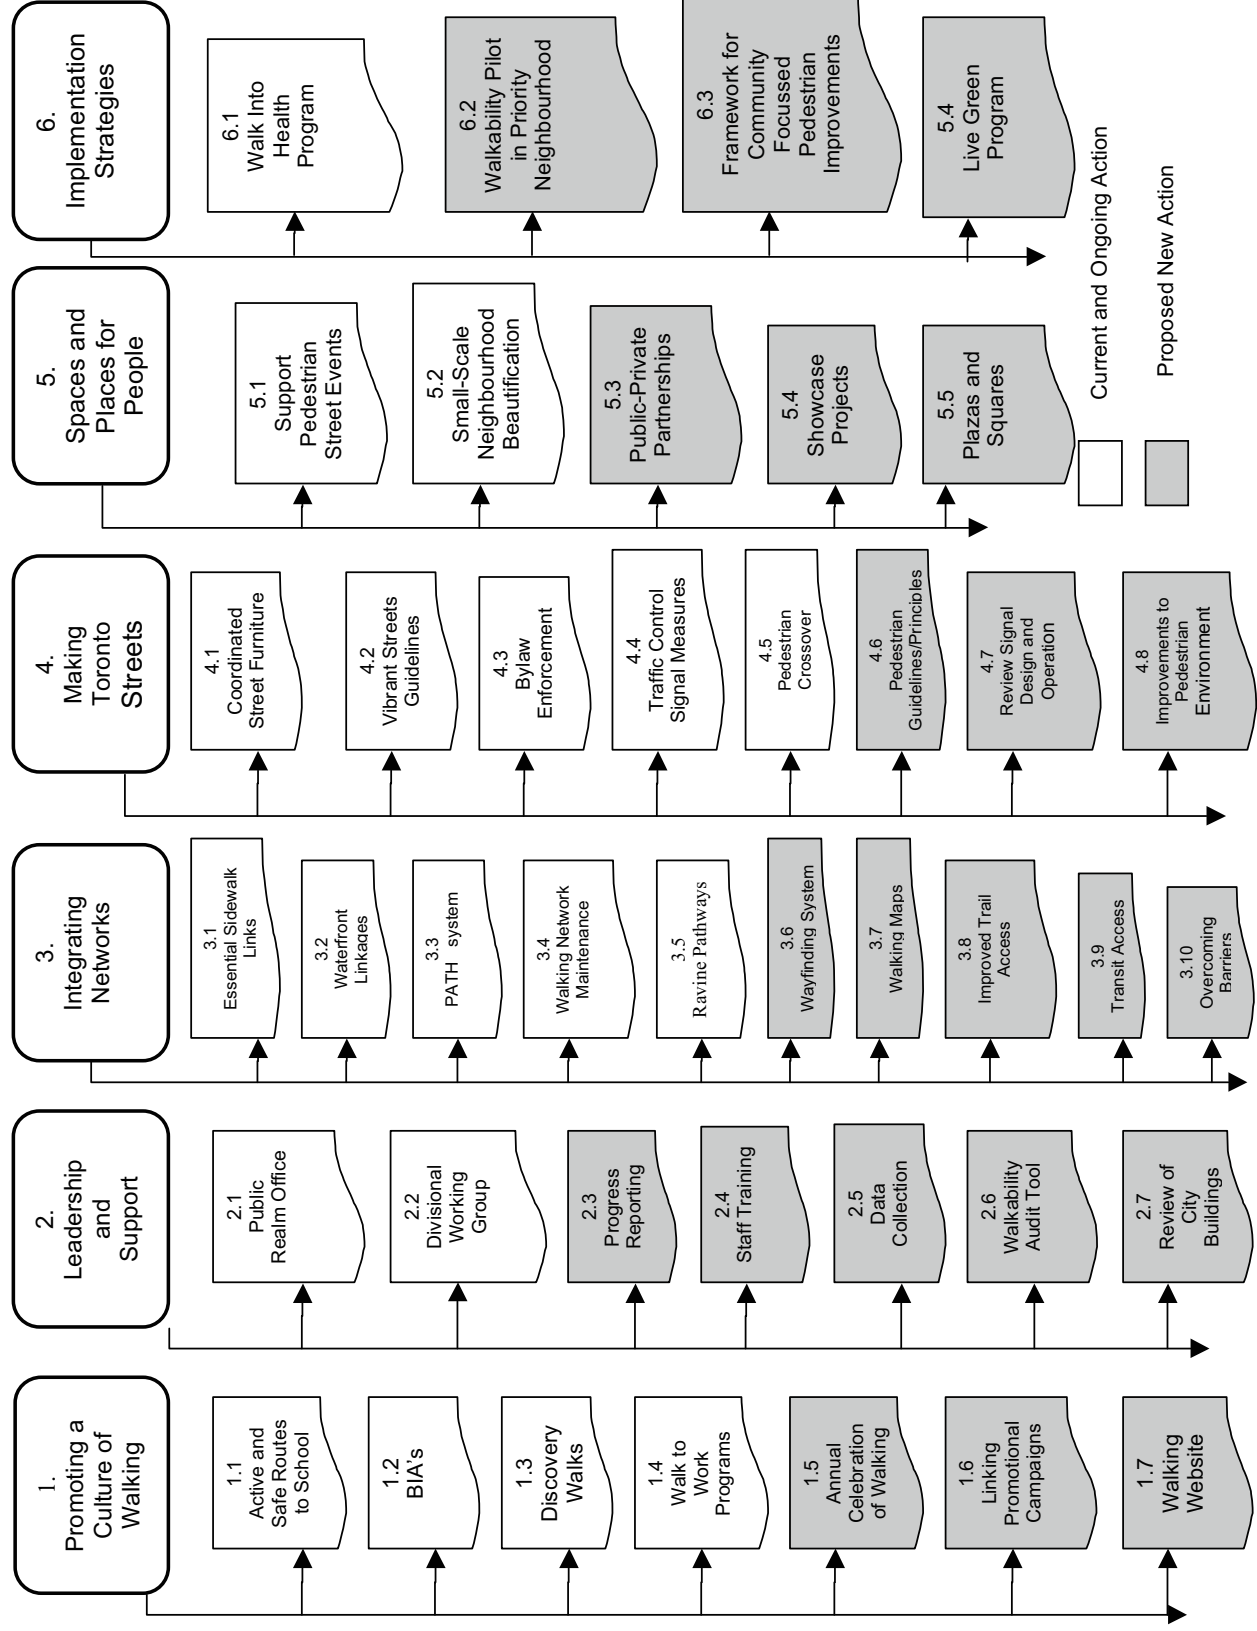 1.
Promoting a
Culture of
Walking
1.1
Active and
Safe Routes
to School
1.2
BIA's
1.3
Discovery
Walks
1.4
Walk to
Work
Programs
1.5
Annual
Celebration
of Walking
1.6
Linking
Promotional
Campaigns
1.7
Walking
Website
2.
Leadership
and
Support
2.1
Public
Realm Office
2.2
Divisional
Working
Group
2.3
Progress
Reporting
2.4
Staff Training
2.5
Data
Collection
2.6
Walkability
Audit Tool
2.7
Review of
City
Buildings
3.
Integrating
Networks
3.1
Essential Sidewalk
Links
3.2
Waterfront
Linkages
3.3
PATH system
3.4
Walking Network
Maintenance
3.5
Ravine Pathways
3.6
Wayfinding System
3.7
Walking Maps
3.8
Improved Trail
Access
3.9
Transit Access
3.10
Overcoming
Barriers
4.
Making
Toronto
Streets
4.1
Coordinated
Street Furniture
4.2
Vibrant Streets
Guidelines
4.3
Bylaw
Enforcement
4.4
Traffic Control
Signal Measures
4.5
Pedestrian
Crossover
4.6
Pedestrian
Guidelines/Principles
4.7
Review Signal
Design and
Operation
4.8
Improvements to
Pedestrian
Environment
5.
Spaces and
Places for
People
5.1
Support
Pedestrian
Street Events
5.2
Small-Scale
Neighbourhood
Beautification
5.3
Public-Private
Partnerships
5.4
Showcase
Projects
5.5
Plazas and
Squares
6.
Implementation
Strategies
6.1
Walk Into
Health
Program
6.2
Walkability Pilot
in Priority
Neighbourhood
6.3
Framework for
Community
Focussed
Pedestrian
Improvements
5.4
Live Green
Program
Current and Ongoing Action
Proposed New Action